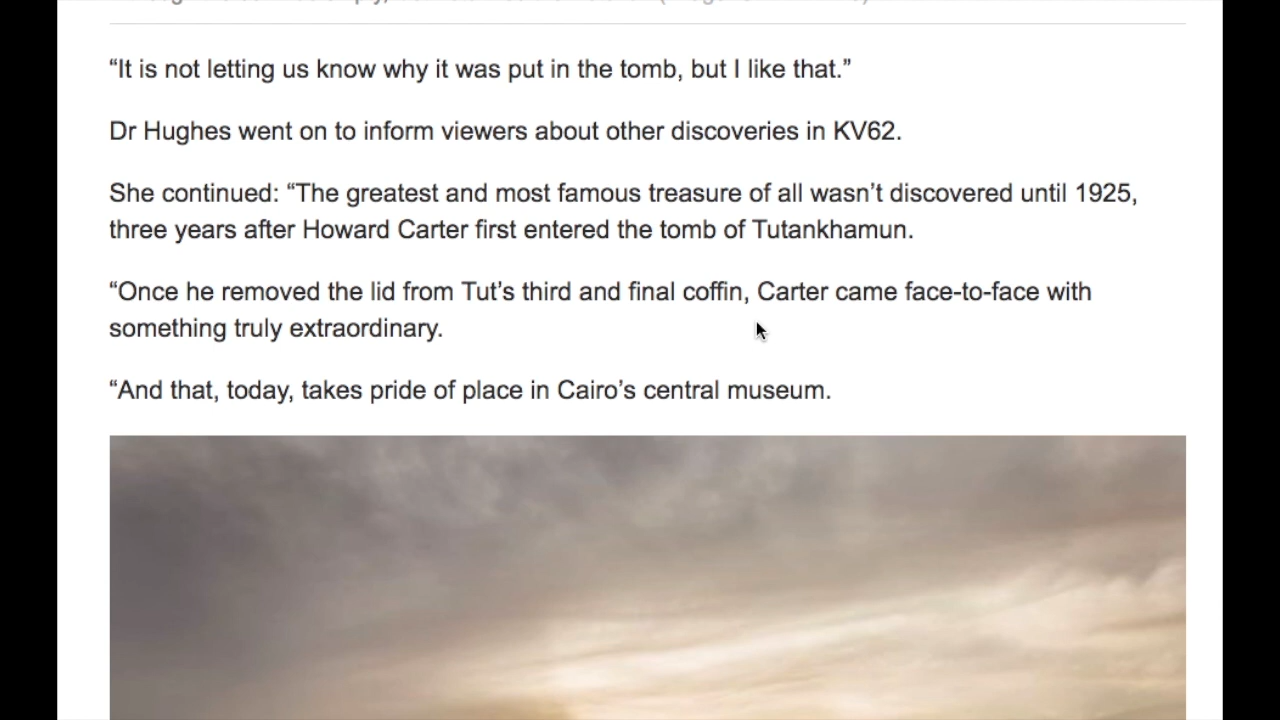 “It is not letting us know why it was put in the tomb, but I like that.”
Dr Hughes went on to inform viewers about other discoveries in KV62.
She continued: “The greatest and most famous treasure of all wasn’t discovered until 1925,
three years after Howard Carter first entered the tomb of Tutankhamun.
“Once he removed the lid from Tut’s third and final coffin, Carter came face-to-face with
something truly extraordinary.
“And that, today, takes pride of place in Cairo’s central museum.